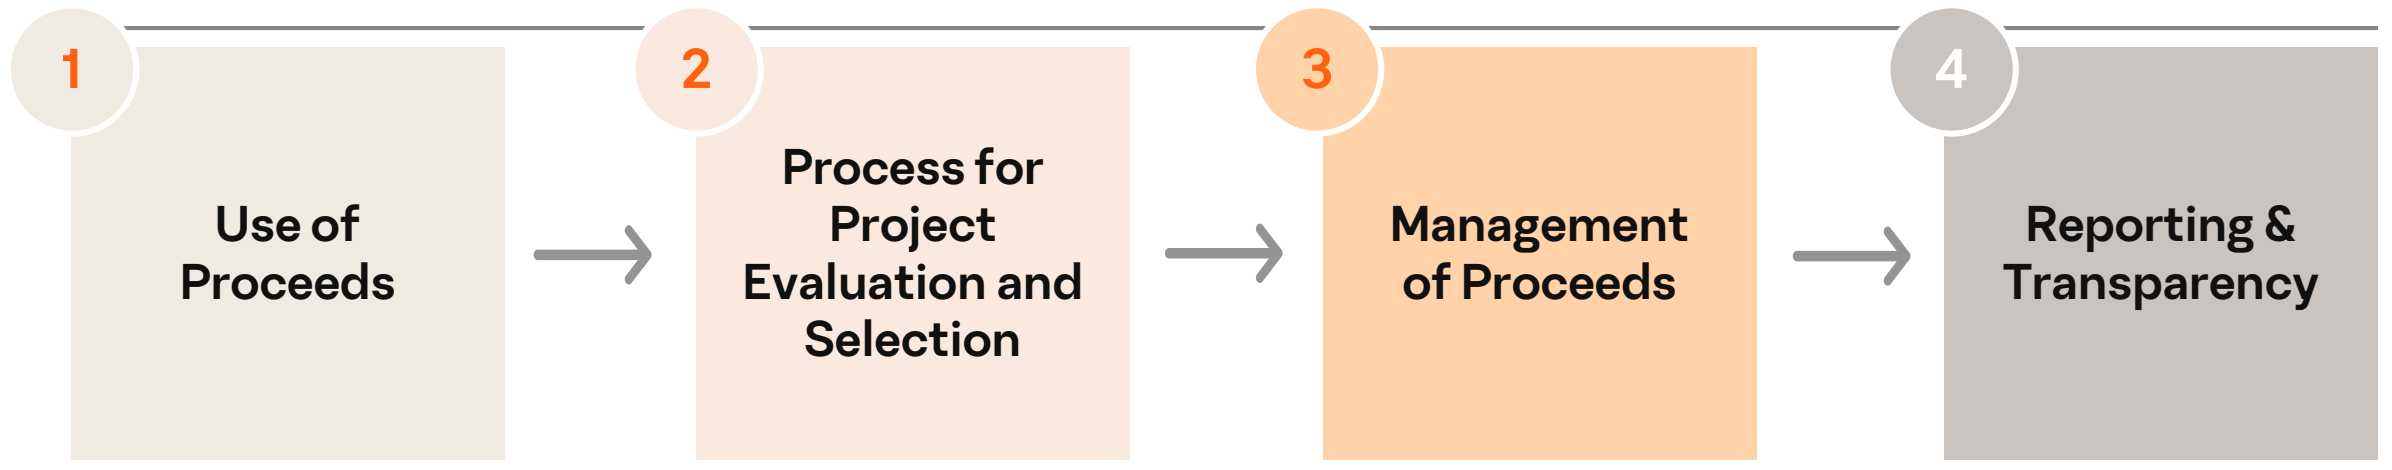 1
Use of
Proceeds
2
Process for
Project
Evaluation and
Selection
3
Management
of Proceeds
4
Reporting &
Transparency